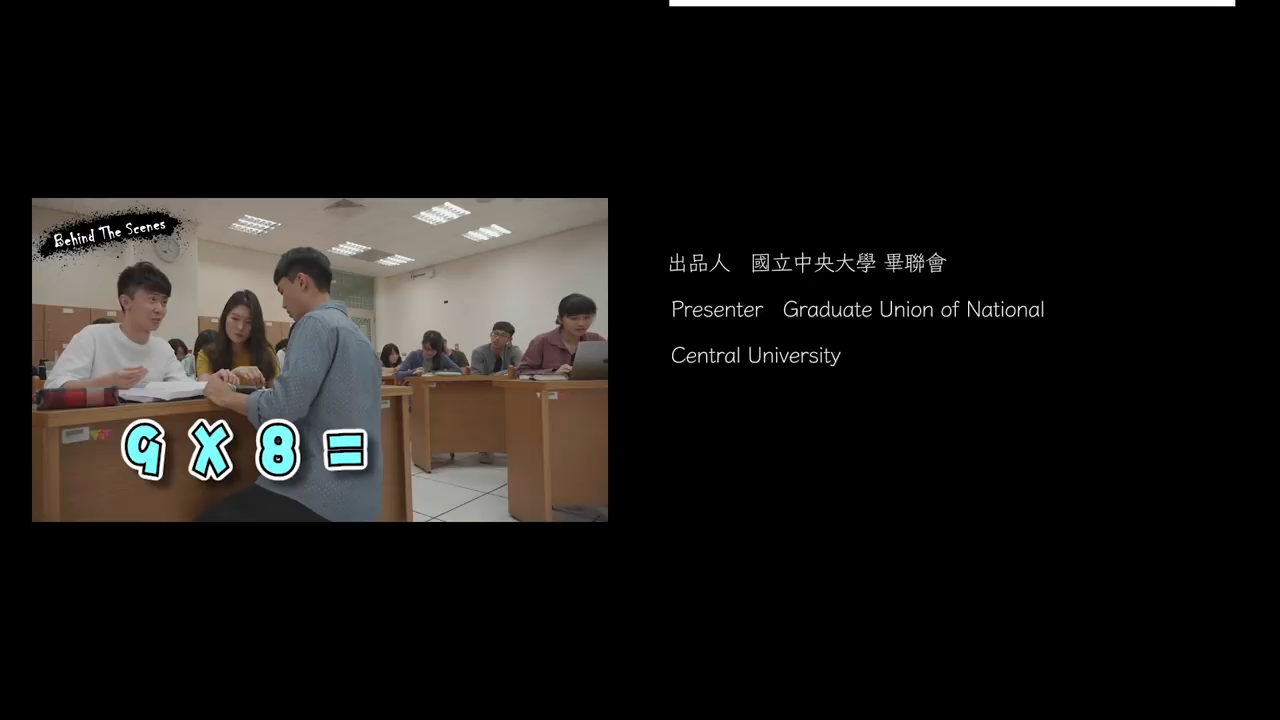 Behind The Scenes
9 X 8 =
出品人 國立中央大學 畢聯會
Presenter Graduate Union of National
Central University